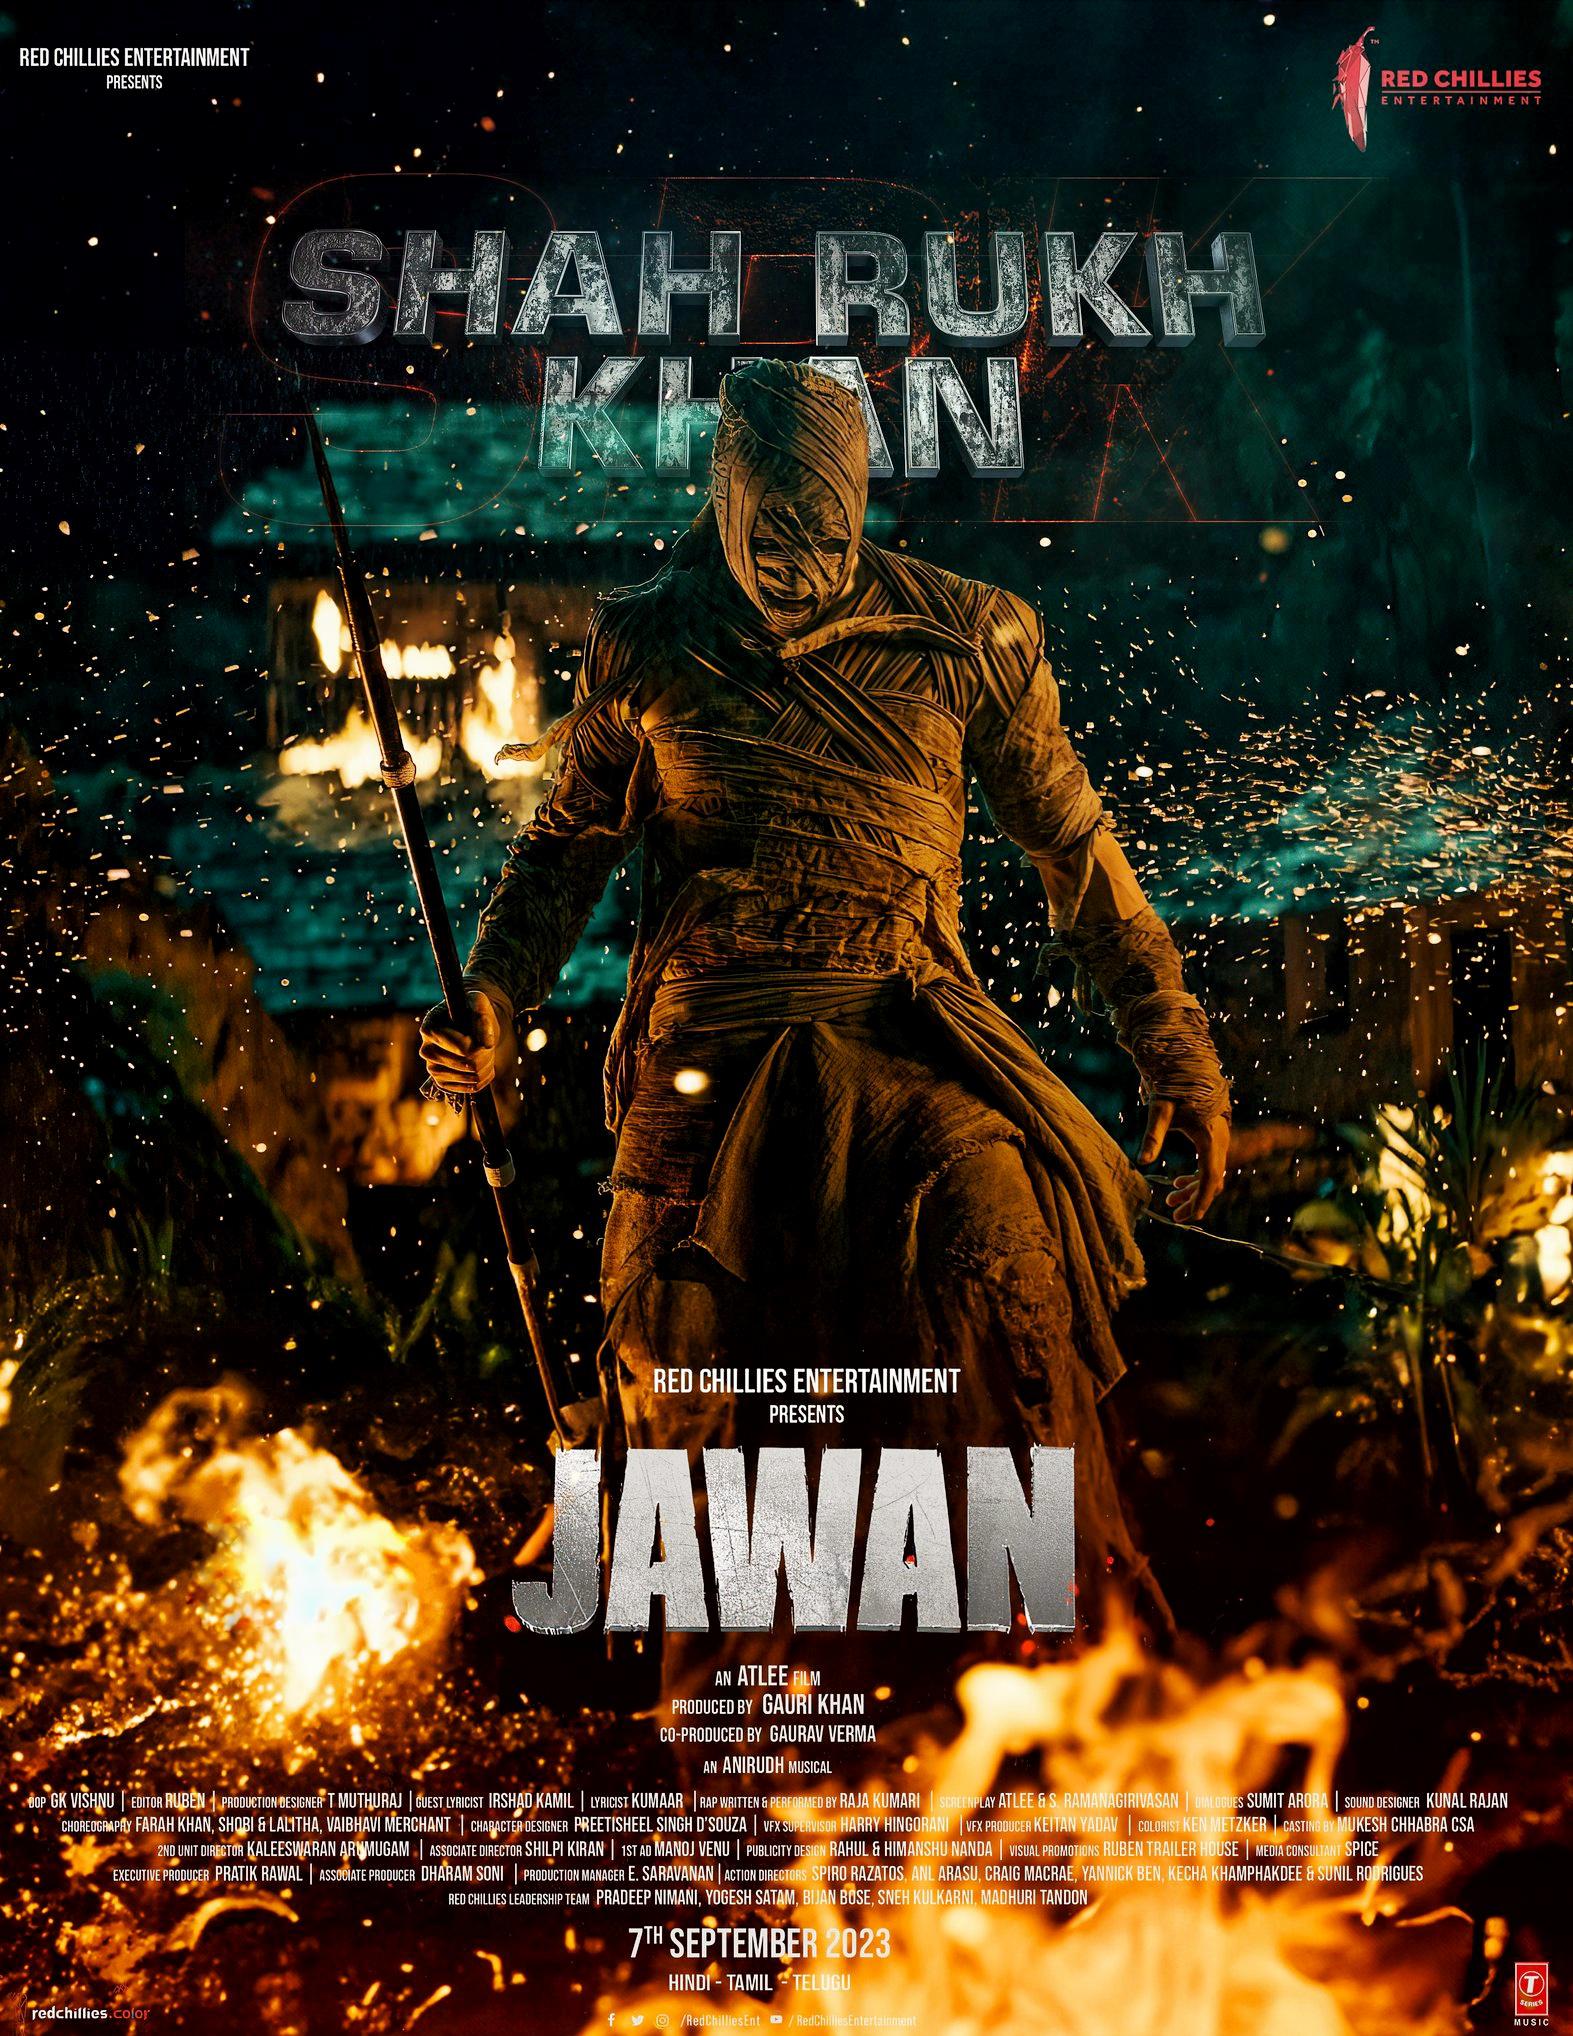 RED CHILLIES ENTERTAINMENT
PRESENTS
RED CHILLIES
ENTERTAINMENT
SRK
SHAH RUKH
KHAN
RED CHILLIES ENTERTAINMENT
PRESENTS
JAWAN
AN ATLEE FILM
PRODUCED BY GAURI KHAN
CO-PRODUCED BY GAURAV VERMA
AN ANIRUDH MUSICAL
DOP GK VISHNU | EDITOR RUBEN | PRODUCTION DESIGNER T MUTHURAJ | GUEST LYRICIST IRSHAD KAMIL | LYRICIST KUMAAR | RAP WRITTEN & PERFORMED BY RAJA KUMARI | SCREENPLAY ATLEE & S. RAMANAGIRIVASAN | DIALOGUES SUMIT ARORA | SOUND DESIGNER KUNAL RAJAN
CHOREOGRAPHY FARAH KHAN, SHOBI & LALITHA, VAIBHAVI MERCHANT | CHARACTER DESIGNER PREETISHEEL SINGH D'SOUZA | VFX SUPERVISOR HARRY HINGORANI | VFX PRODUCER KEITAN YADAV | COLORIST KEN METZKER | CASTING BY MUKESH CHHABRA CSA
2ND UNIT DIRECTOR KALEESWARAN ARUMUGAM | ASSOCIATE DIRECTOR SHILPI KIRAN | 1ST AD MANOJ VENU | PUBLICITY DESIGN RAHUL & HIMANSHU NANDA | VISUAL PROMOTIONS RUBEN TRAILER HOUSE | MEDIA CONSULTANT SPICE
EXECUTIVE PRODUCER PRATIK RAWAL | ASSOCIATE PRODUCER DHARAM SONI | PRODUCTION MANAGER E. SARAVANAN | ACTION DIRECTORS SPIRO RAZATOS, ANL ARASU, CRAIG MACRAE, YANNICK BEN, KECHA KHAMPHAKDEE & SUNIL RODRIGUES
RED CHILLIES LEADERSHIP TEAM PRADEEP NIMANI, YOGESH SATAM, BIJAN BOSE, SNEH KULKARNI, MADHURI TANDON
7TH SEPTEMBER 2023
HINDI - TAMIL - TELUGU
redchillies.color
/RedChilliesEnt /RedChilliesEntertainment
T
SERIES
MUSIC